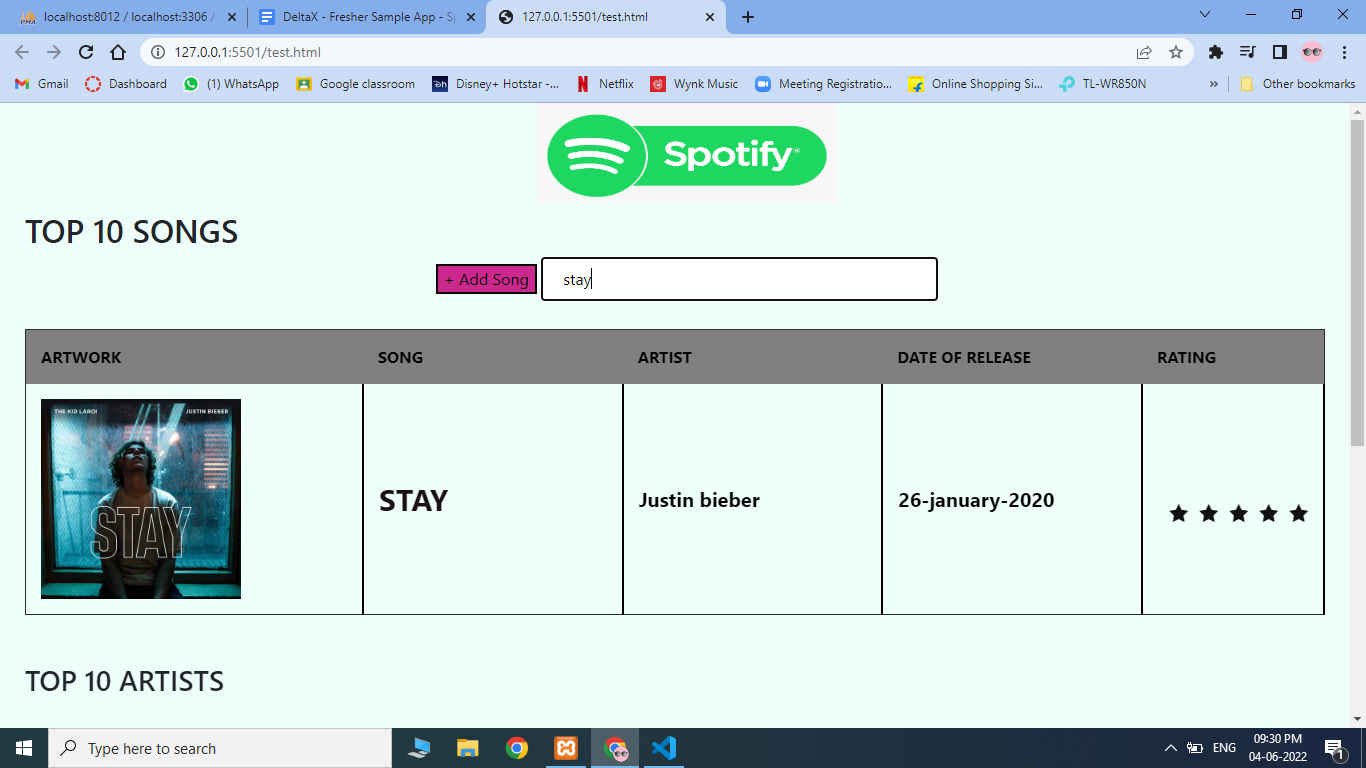 localhost:8012 / localhost:3306 /
DeltaX - Fresher Sample App - Sp
127.0.0.1:5501/test.html
127.0.0.1:5501/test.html
Gmail
Dashboard
(1) WhatsApp
Google classroom
Disney+ Hotstar -...
Netflix
Wynk Music
Meeting Registratio...
Online Shopping Si...
TL-WR850N
»
Other bookmarks
Spotify
TOP 10 SONGS
+ Add Song
stay
ARTWORK
SONG
ARTIST
DATE OF RELEASE
RATING
THE KID LAROI
JUSTIN BIEBER
STAY
STAY
Justin bieber
26-january-2020
TOP 10 ARTISTS
Type here to search
ENG
09:30 PM
04-06-2022
1